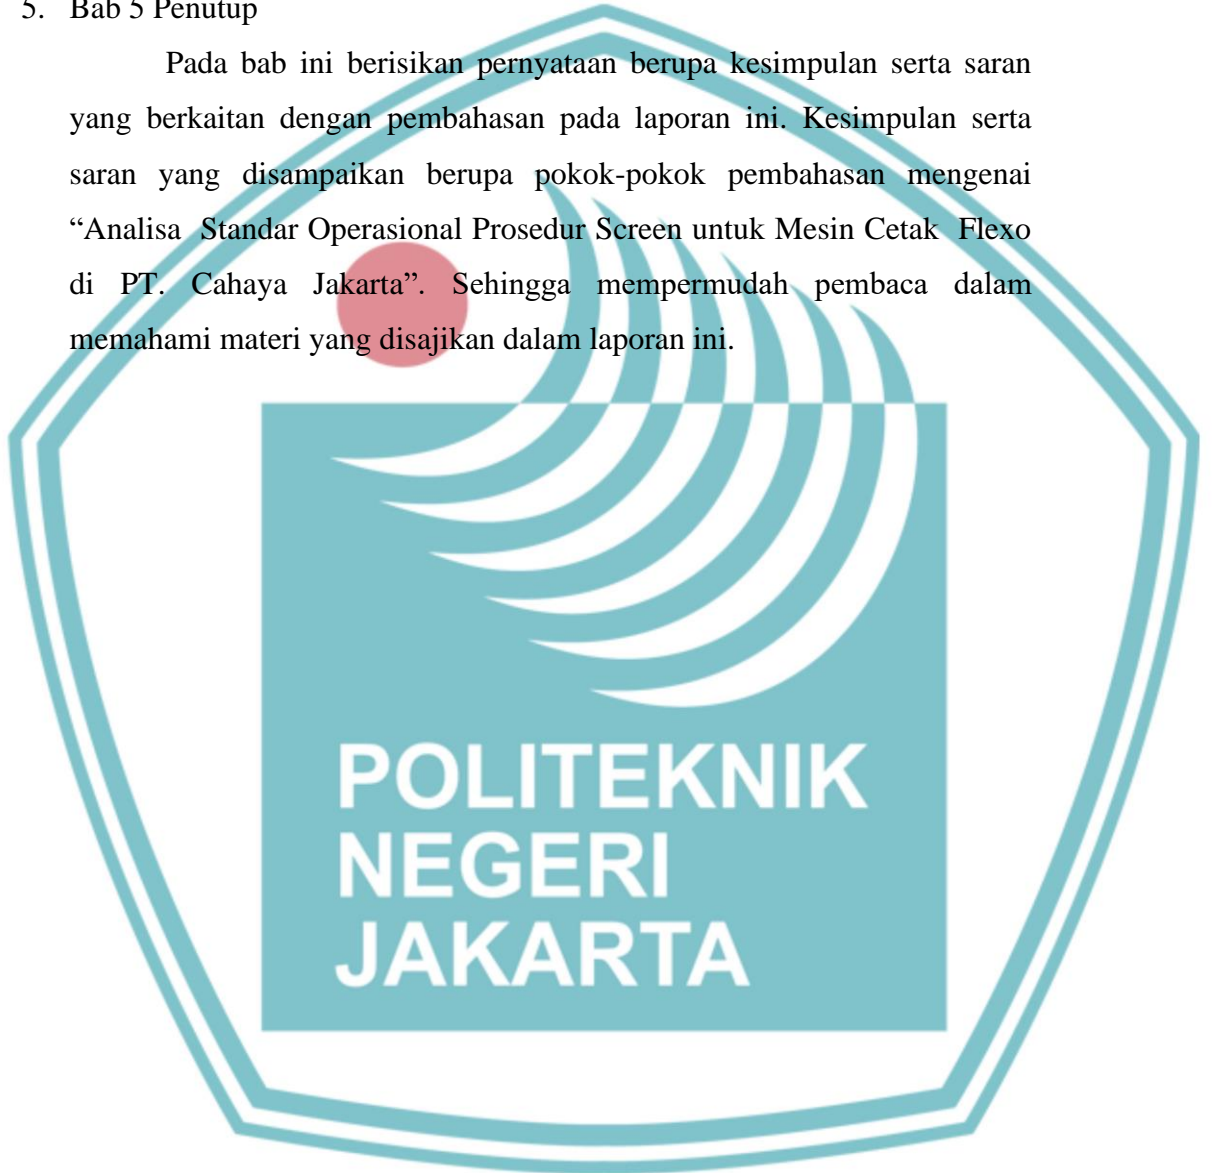 5. Bab 5 Penutup
Pada bab ini berisikan pernyataan berupa kesimpulan serta saran
yang berkaitan dengan pembahasan pada laporan ini. Kesimpulan serta
saran yang disampaikan berupa pokok-pokok pembahasan mengenai
“Analisa Standar Operasional Prosedur Screen untuk Mesin Cetak Flexo
di PT. Cahaya Jakarta”. Sehingga mempermudah pembaca dalam
memahami materi yang disajikan dalam laporan ini.
POLITEKNIK
NEGERI
JAKARTA